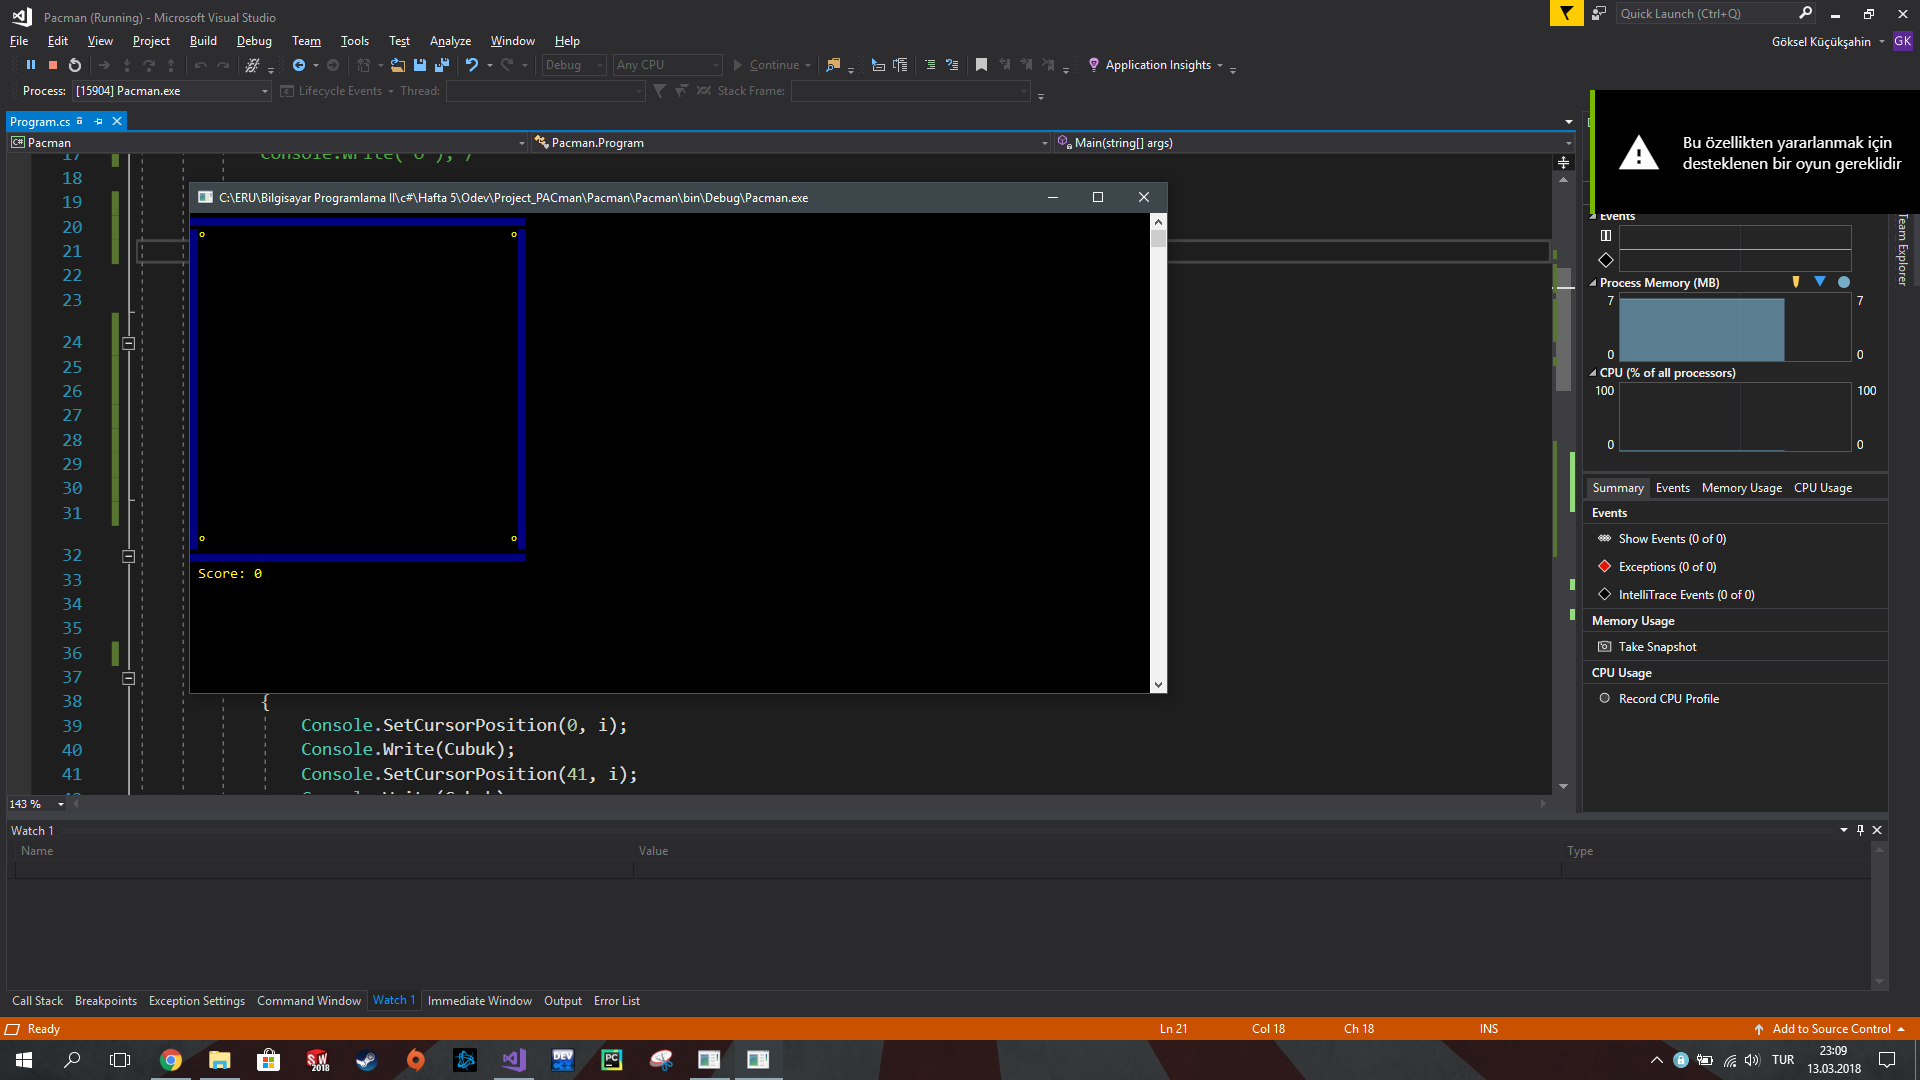 Pacman (Running) - Microsoft Visual Studio
Quick Launch (Ctrl+Q)
File Edit View Project Build Debug Team Tools Test Analyze Window Help
Göksel Küçükşahin GK
Debug Any CPU Continue Application Insights
Process: [15904] Pacman.exe Lifecycle Events Thread: Stack Frame:
Bu özellikten yararlanmak için
desteklenen bir oyun gereklidir
Program.cs
C# Pacman Pacman.Program Main(string[] args)
17
18
19
20
21
22
23
24
25
26
27
28
29
30
31
32
33
34
35
36
37
38 {
39 Console.SetCursorPosition(0, i);
40 Console.Write(Cubuk);
41 Console.SetCursorPosition(41, i);
C:\ERU\Bilgisayar Programlama II\c#\Hafta 5\Odev\Project_PACman\Pacman\Pacman\bin\Debug\Pacman.exe
o o
o o
Score: 0
Team Explorer
Events
Process Memory (MB)
7 7
0 0
CPU (% of all processors)
100 100
0 0
Summary Events Memory Usage CPU Usage
Events
Show Events (0 of 0)
Exceptions (0 of 0)
IntelliTrace Events (0 of 0)
Memory Usage
Take Snapshot
CPU Usage
Record CPU Profile
143 %
Watch 1
Name Value Type
Call Stack Breakpoints Exception Settings Command Window Watch 1 Immediate Window Output Error List
Ready Ln 21 Col 18 Ch 18 INS Add to Source Control
SW 2018 DEV PC TUR 23:09
13.03.2018